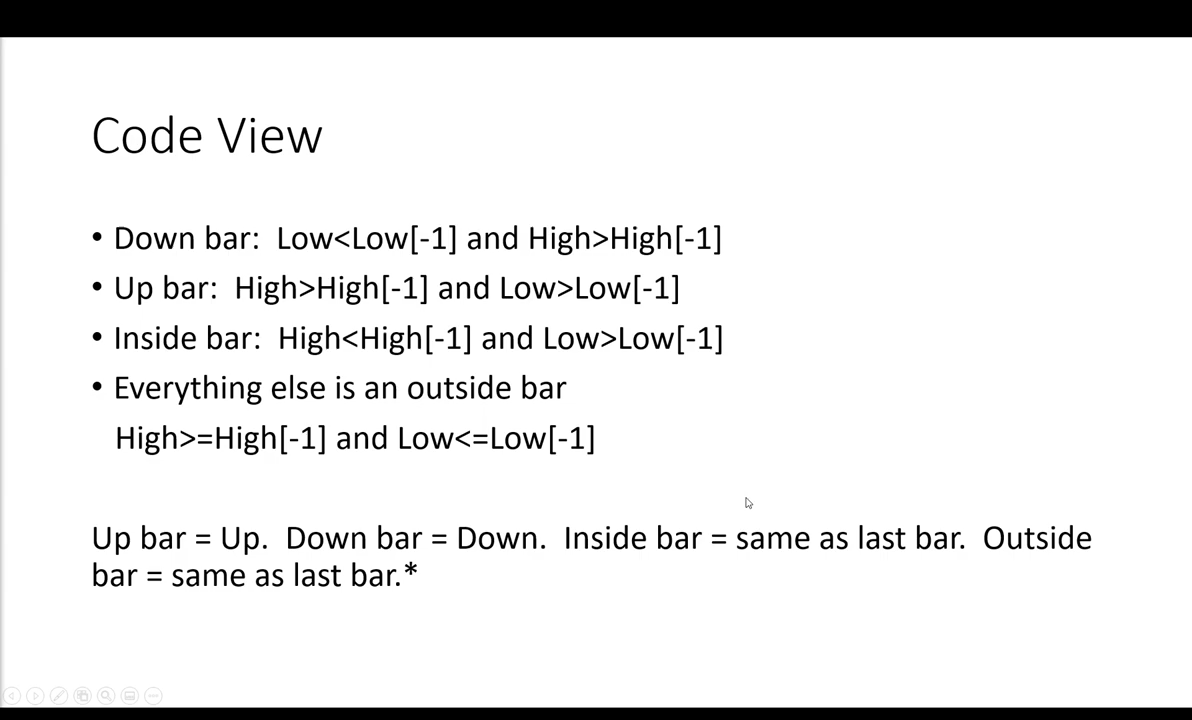 Code View
• Down bar:  Low<Low[-1] and High>High[-1]
• Up bar:  High>High[-1] and Low>Low[-1]
• Inside bar:  High<High[-1] and Low>Low[-1]
• Everything else is an outside bar
High>=High[-1] and Low<=Low[-1]
Up bar = Up.  Down bar = Down.  Inside bar = same as last bar.  Outside
bar = same as last bar.*